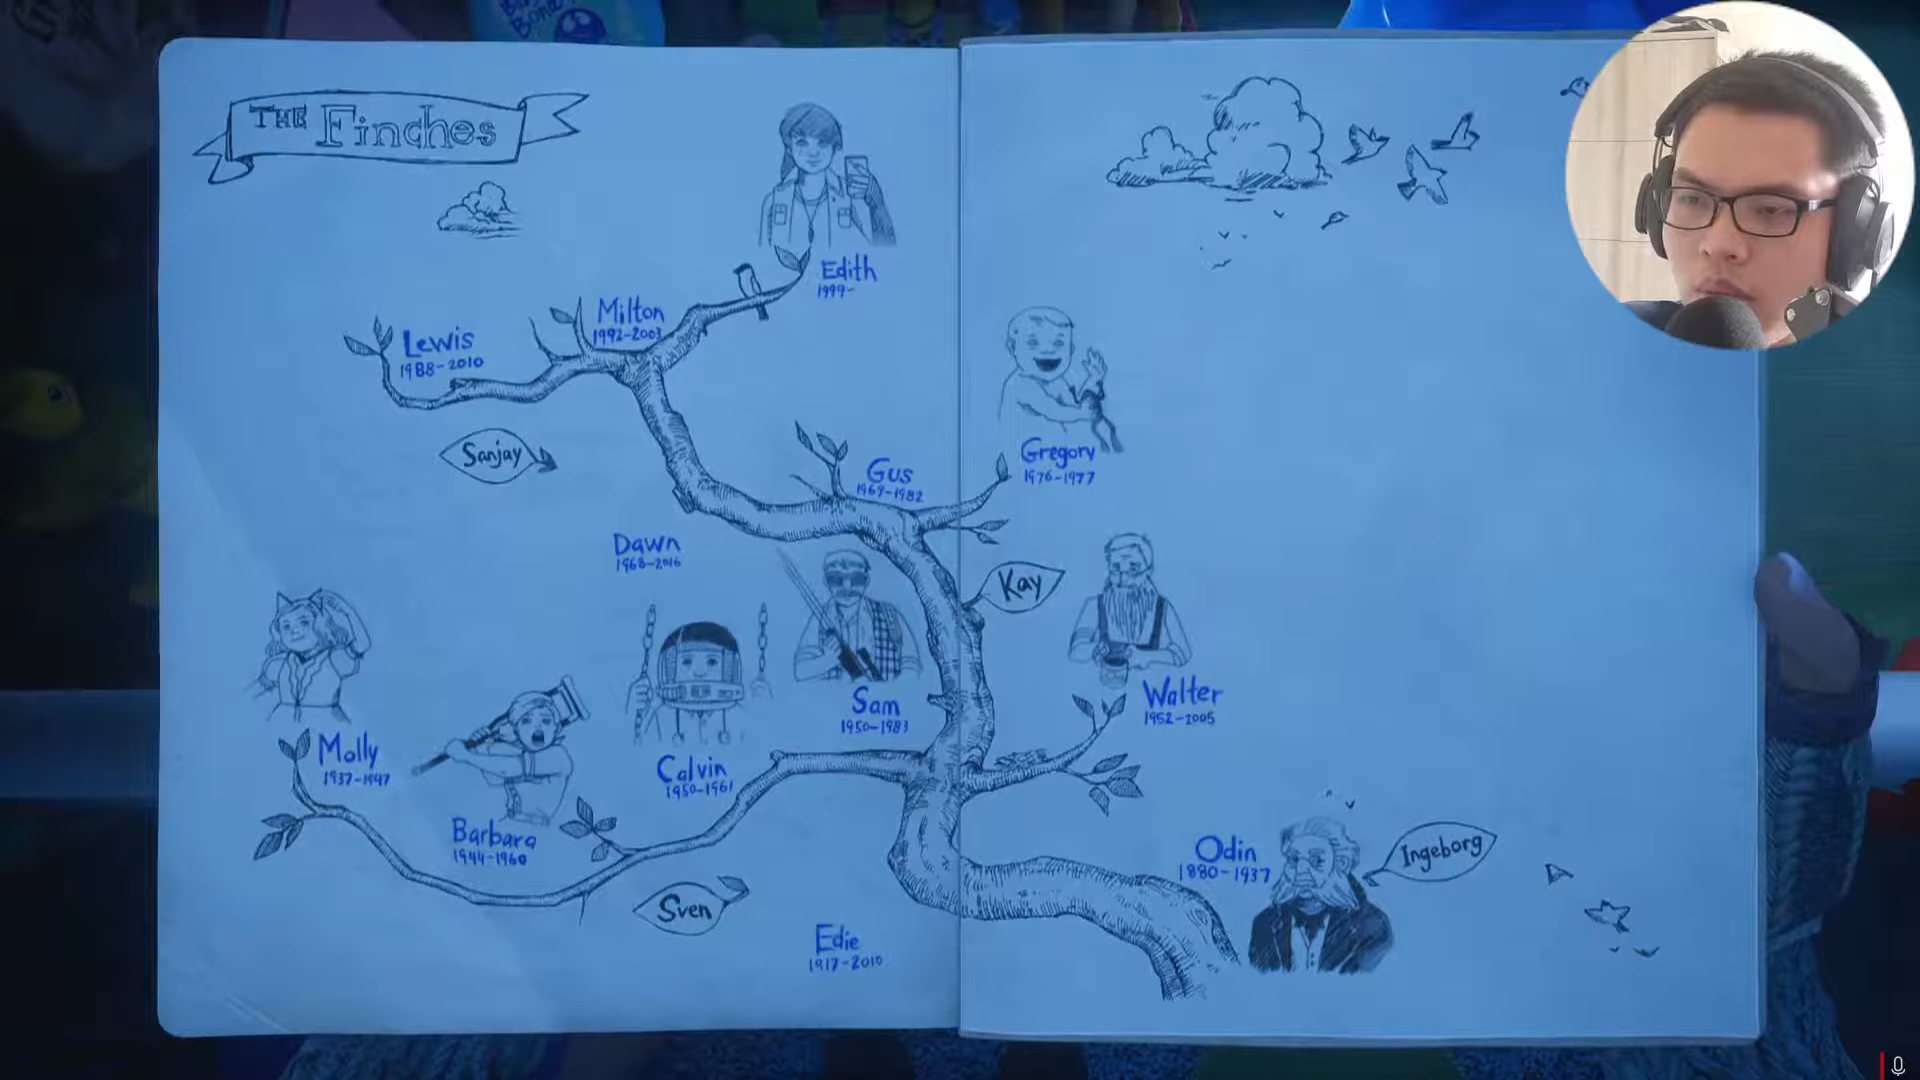 THE Finches
Edith
1999-
Milton
1992-2003
Lewis
1988-2010
Sanjay
Gregory
1976-1977
Gus
1969-1982
Dawn
1968-2016
Kay
Sam
1950-1983
Walter
1952-2005
Molly
1937-1947
Calvin
1950-1961
Barbara
1944-1960
Odin
1880-1937
Ingeborg
Sven
Edie
1917-2010